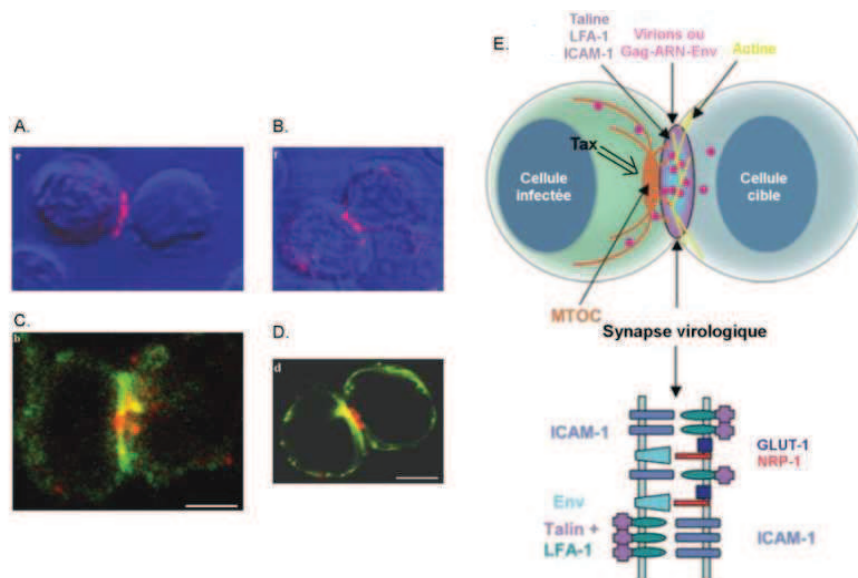 A.
e
B.
f
C.
b
D.
d
E.
Taline
LFA-1
ICAM-1
Virions ou
Gag-ARN-Env
Actine
Tax
Cellule
infectée
Cellule
cible
MTOC
Synapse virologique
ICAM-1
GLUT-1
NRP-1
Env
Talin +
LFA-1
ICAM-1